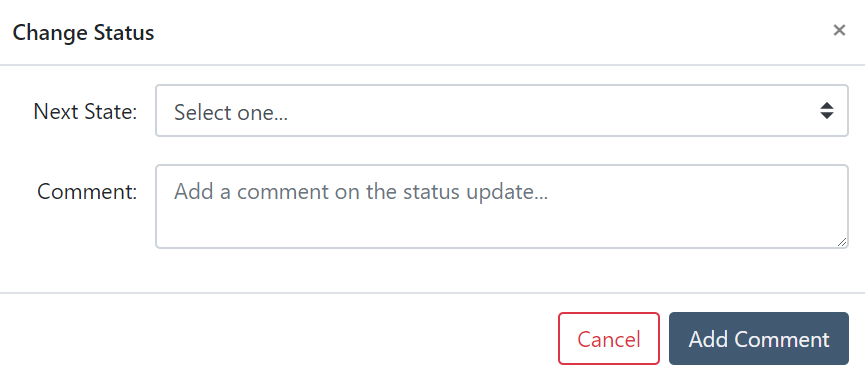 Change Status ×
Next State: Select one...
Comment: Add a comment on the status update...
Cancel Add Comment